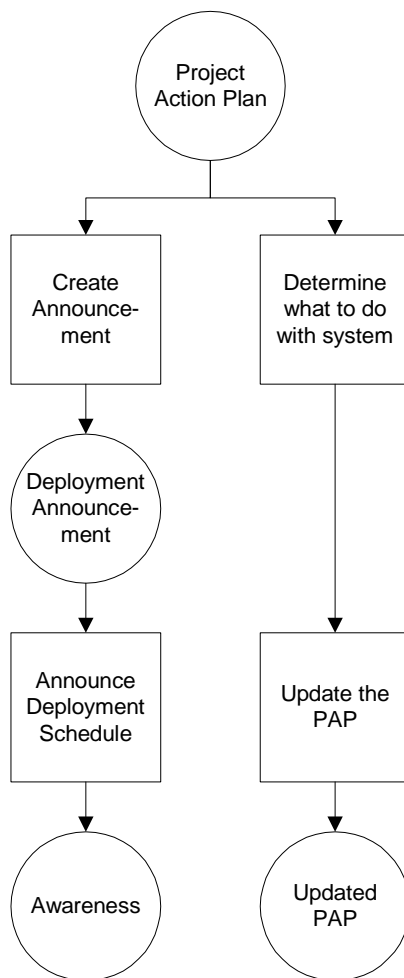 Project
Action Plan
Create
Announce-
ment
Determine
what to do
with system
Deployment
Announce-
ment
Announce
Deployment
Schedule
Update the
PAP
Awareness
Updated
PAP